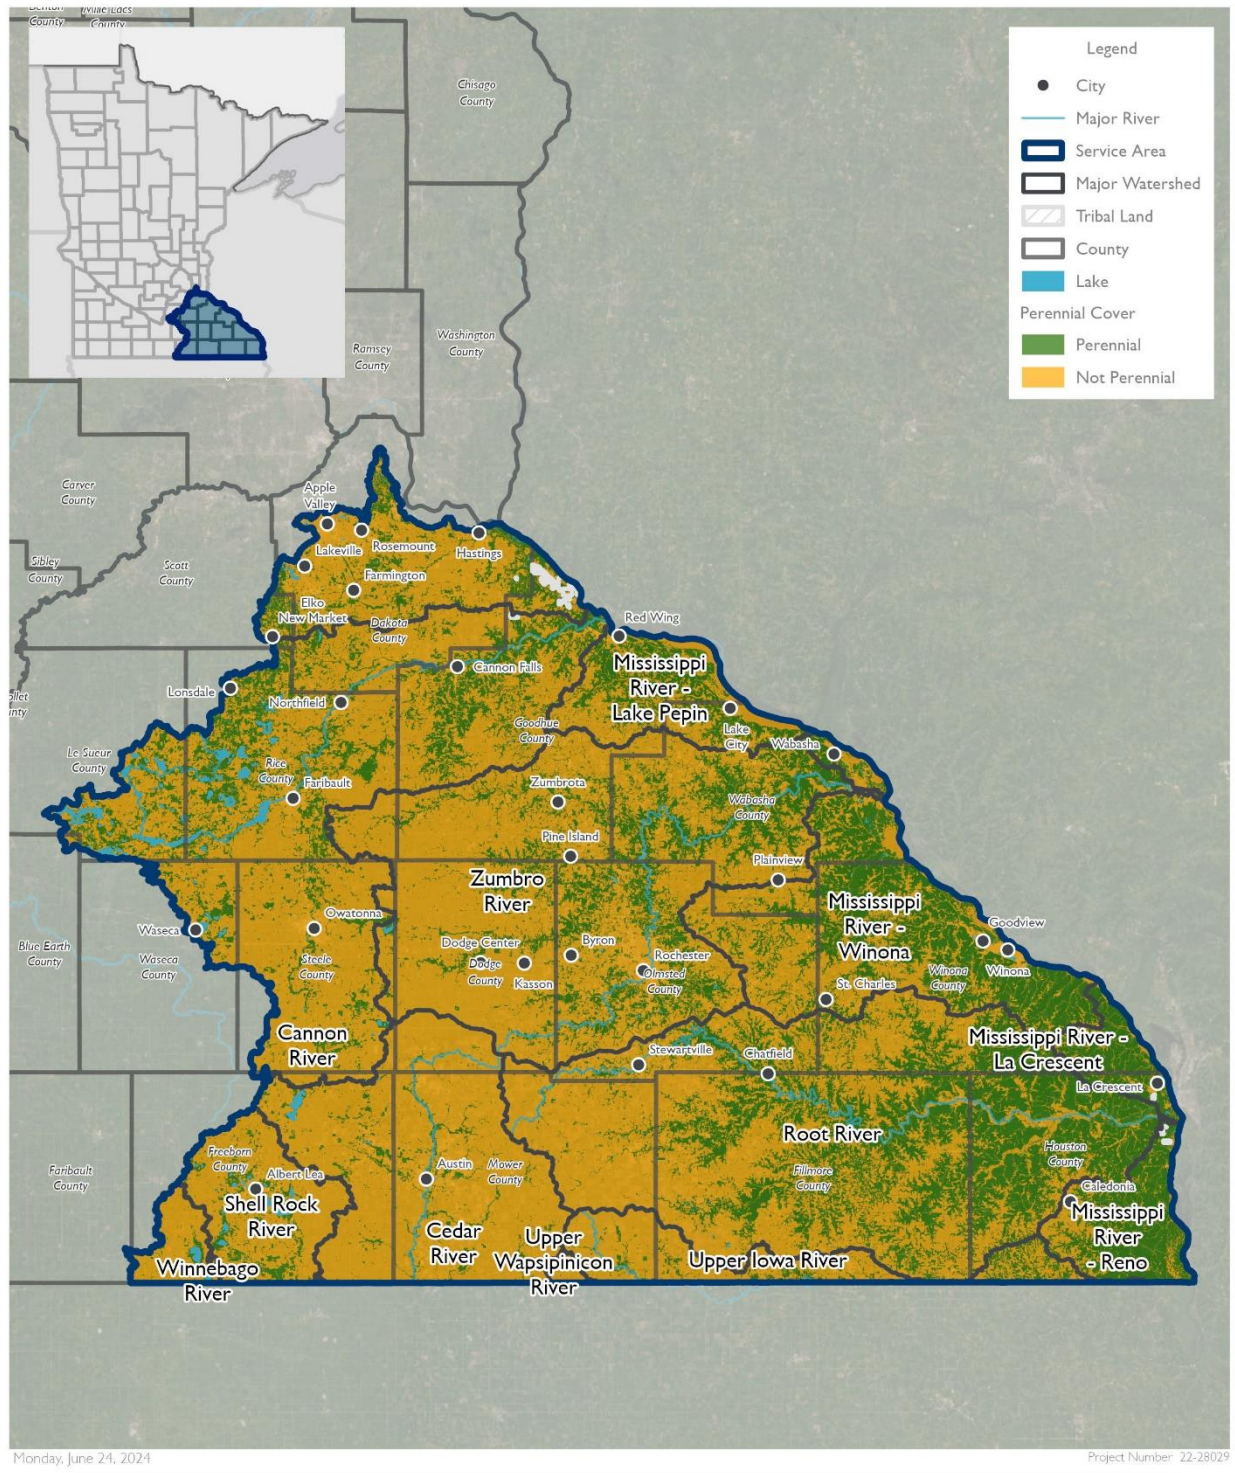 Benton
County
Mille Lacs
County
Chisago
County
Washington
County
Ramsey
County
Legend
City
Major River
Service Area
Major Watershed
Tribal Land
County
Lake
Perennial Cover
Perennial
Not Perennial
Carver
County
Sibley
County
Scott
County
Apple
Valley
Lakeville
Rosemount
Hastings
Farmington
Elko
New Market
Dakota
County
Red Wing
Cannon Falls
Mississippi
River -
Lake Pepin
Lonsdale
Northfield
Goodhue
County
Lake
City
Wabasha
Le Sueur
County
Rice
County
Faribault
Zumbrota
Wabasha
County
Pine Island
Plainview
Zumbro
River
Mississippi
River -
Winona
Waseca
Owatonna
Goodview
Winona
Blue Earth
County
Waseca
County
Steele
County
Dodge Center
Dodge
County
Kasson
Byron
Rochester
Olmsted
County
Winona
County
St. Charles
Cannon
River
Mississippi River -
La Crescent
Stewartville
Chatfield
La Crescent
Root River
Houston
County
Faribault
County
Freeborn
County
Albert Lea
Austin
Mower
County
Fillmore
County
Caledonia
Shell Rock
River
Cedar
River
Upper
Wapsipinicon
River
Upper Iowa River
Mississippi
River
- Reno
Winnebago
River
Monday, June 24, 2024
Project Number 22-28029